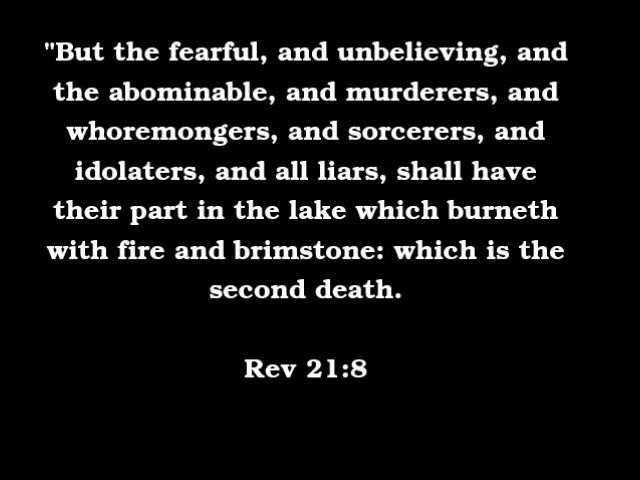 "But the fearful, and unbelieving, and
the abominable, and murderers, and
whoremongers, and sorcerers, and
idolaters, and all liars, shall have
their part in the lake which burneth
with fire and brimstone: which is the
second death.
Rev 21:8